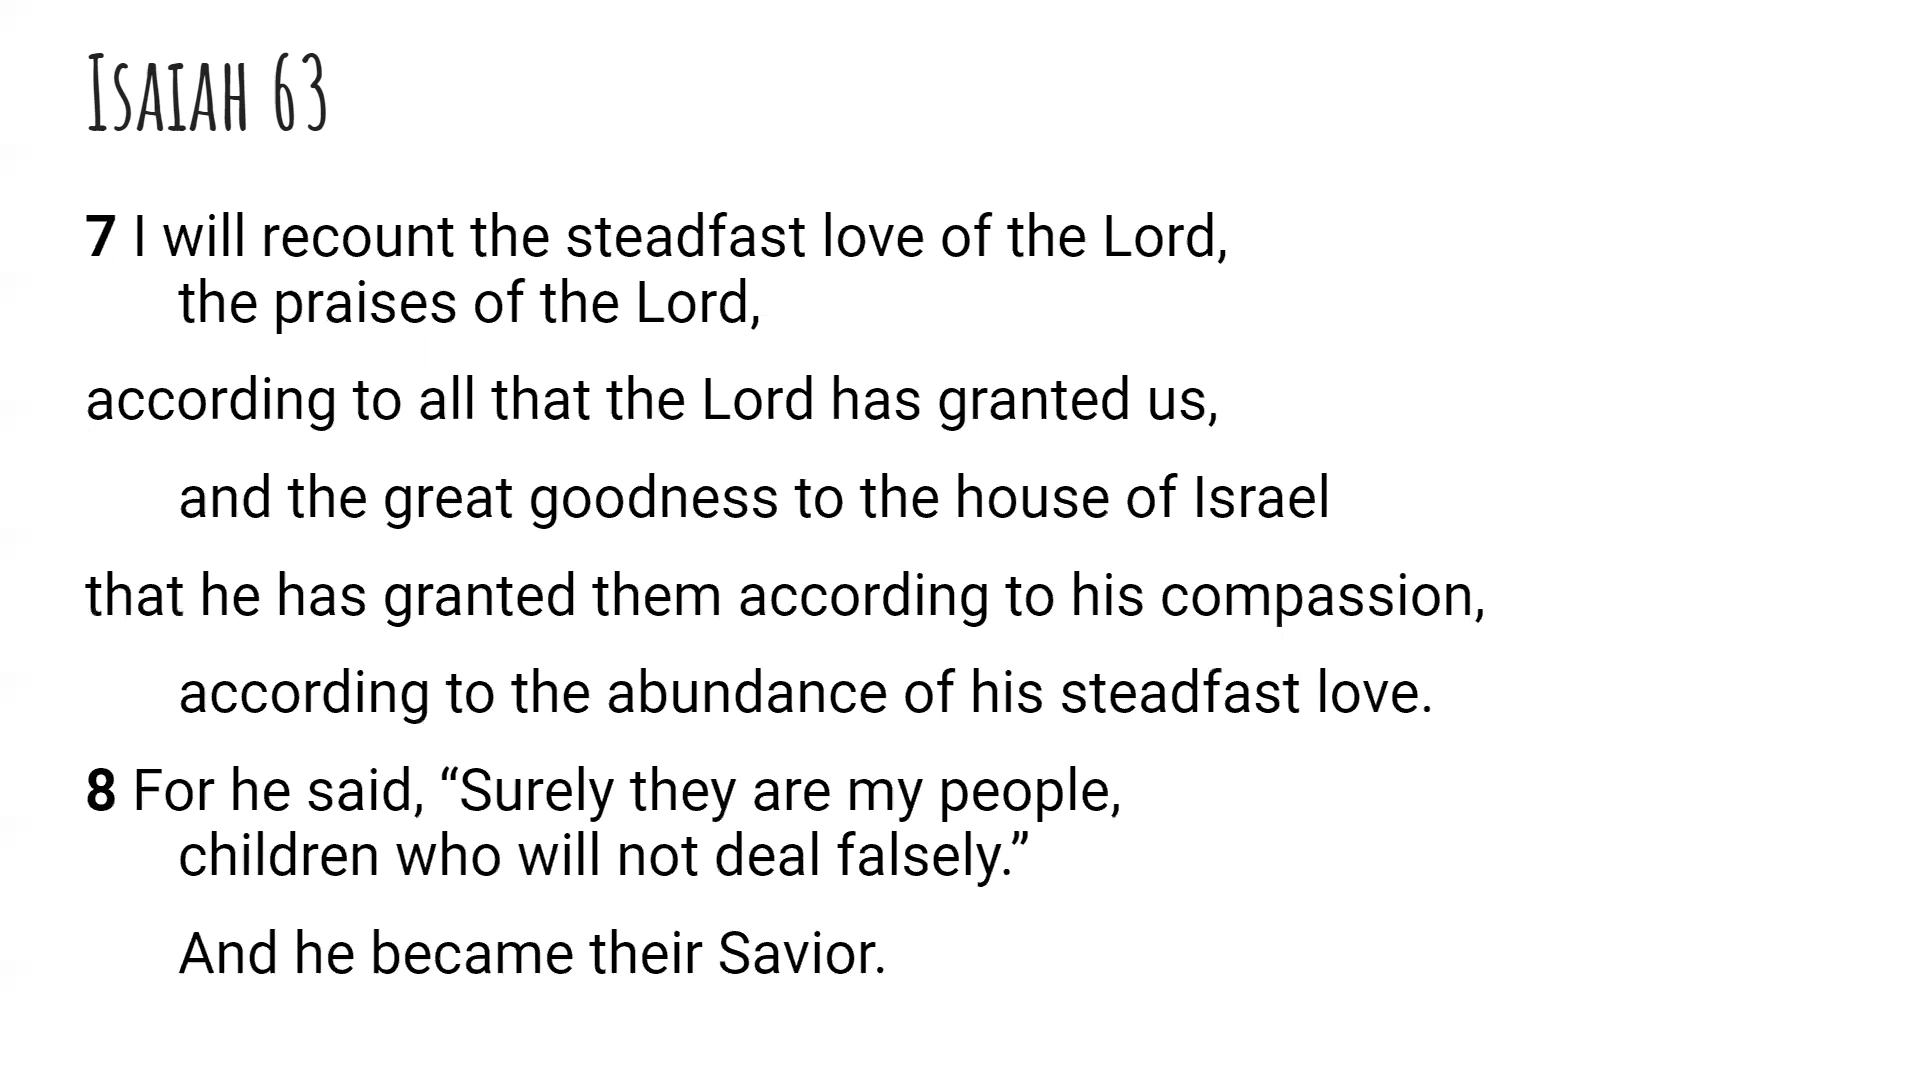 Isaiah 63
7 I will recount the steadfast love of the Lord,
the praises of the Lord,
according to all that the Lord has granted us,
and the great goodness to the house of Israel
that he has granted them according to his compassion,
according to the abundance of his steadfast love.
8 For he said, “Surely they are my people,
children who will not deal falsely.”
And he became their Savior.